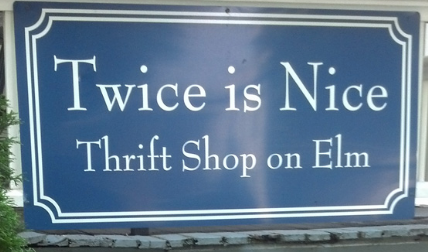 Twice is Nice
Thrift Shop on Elm